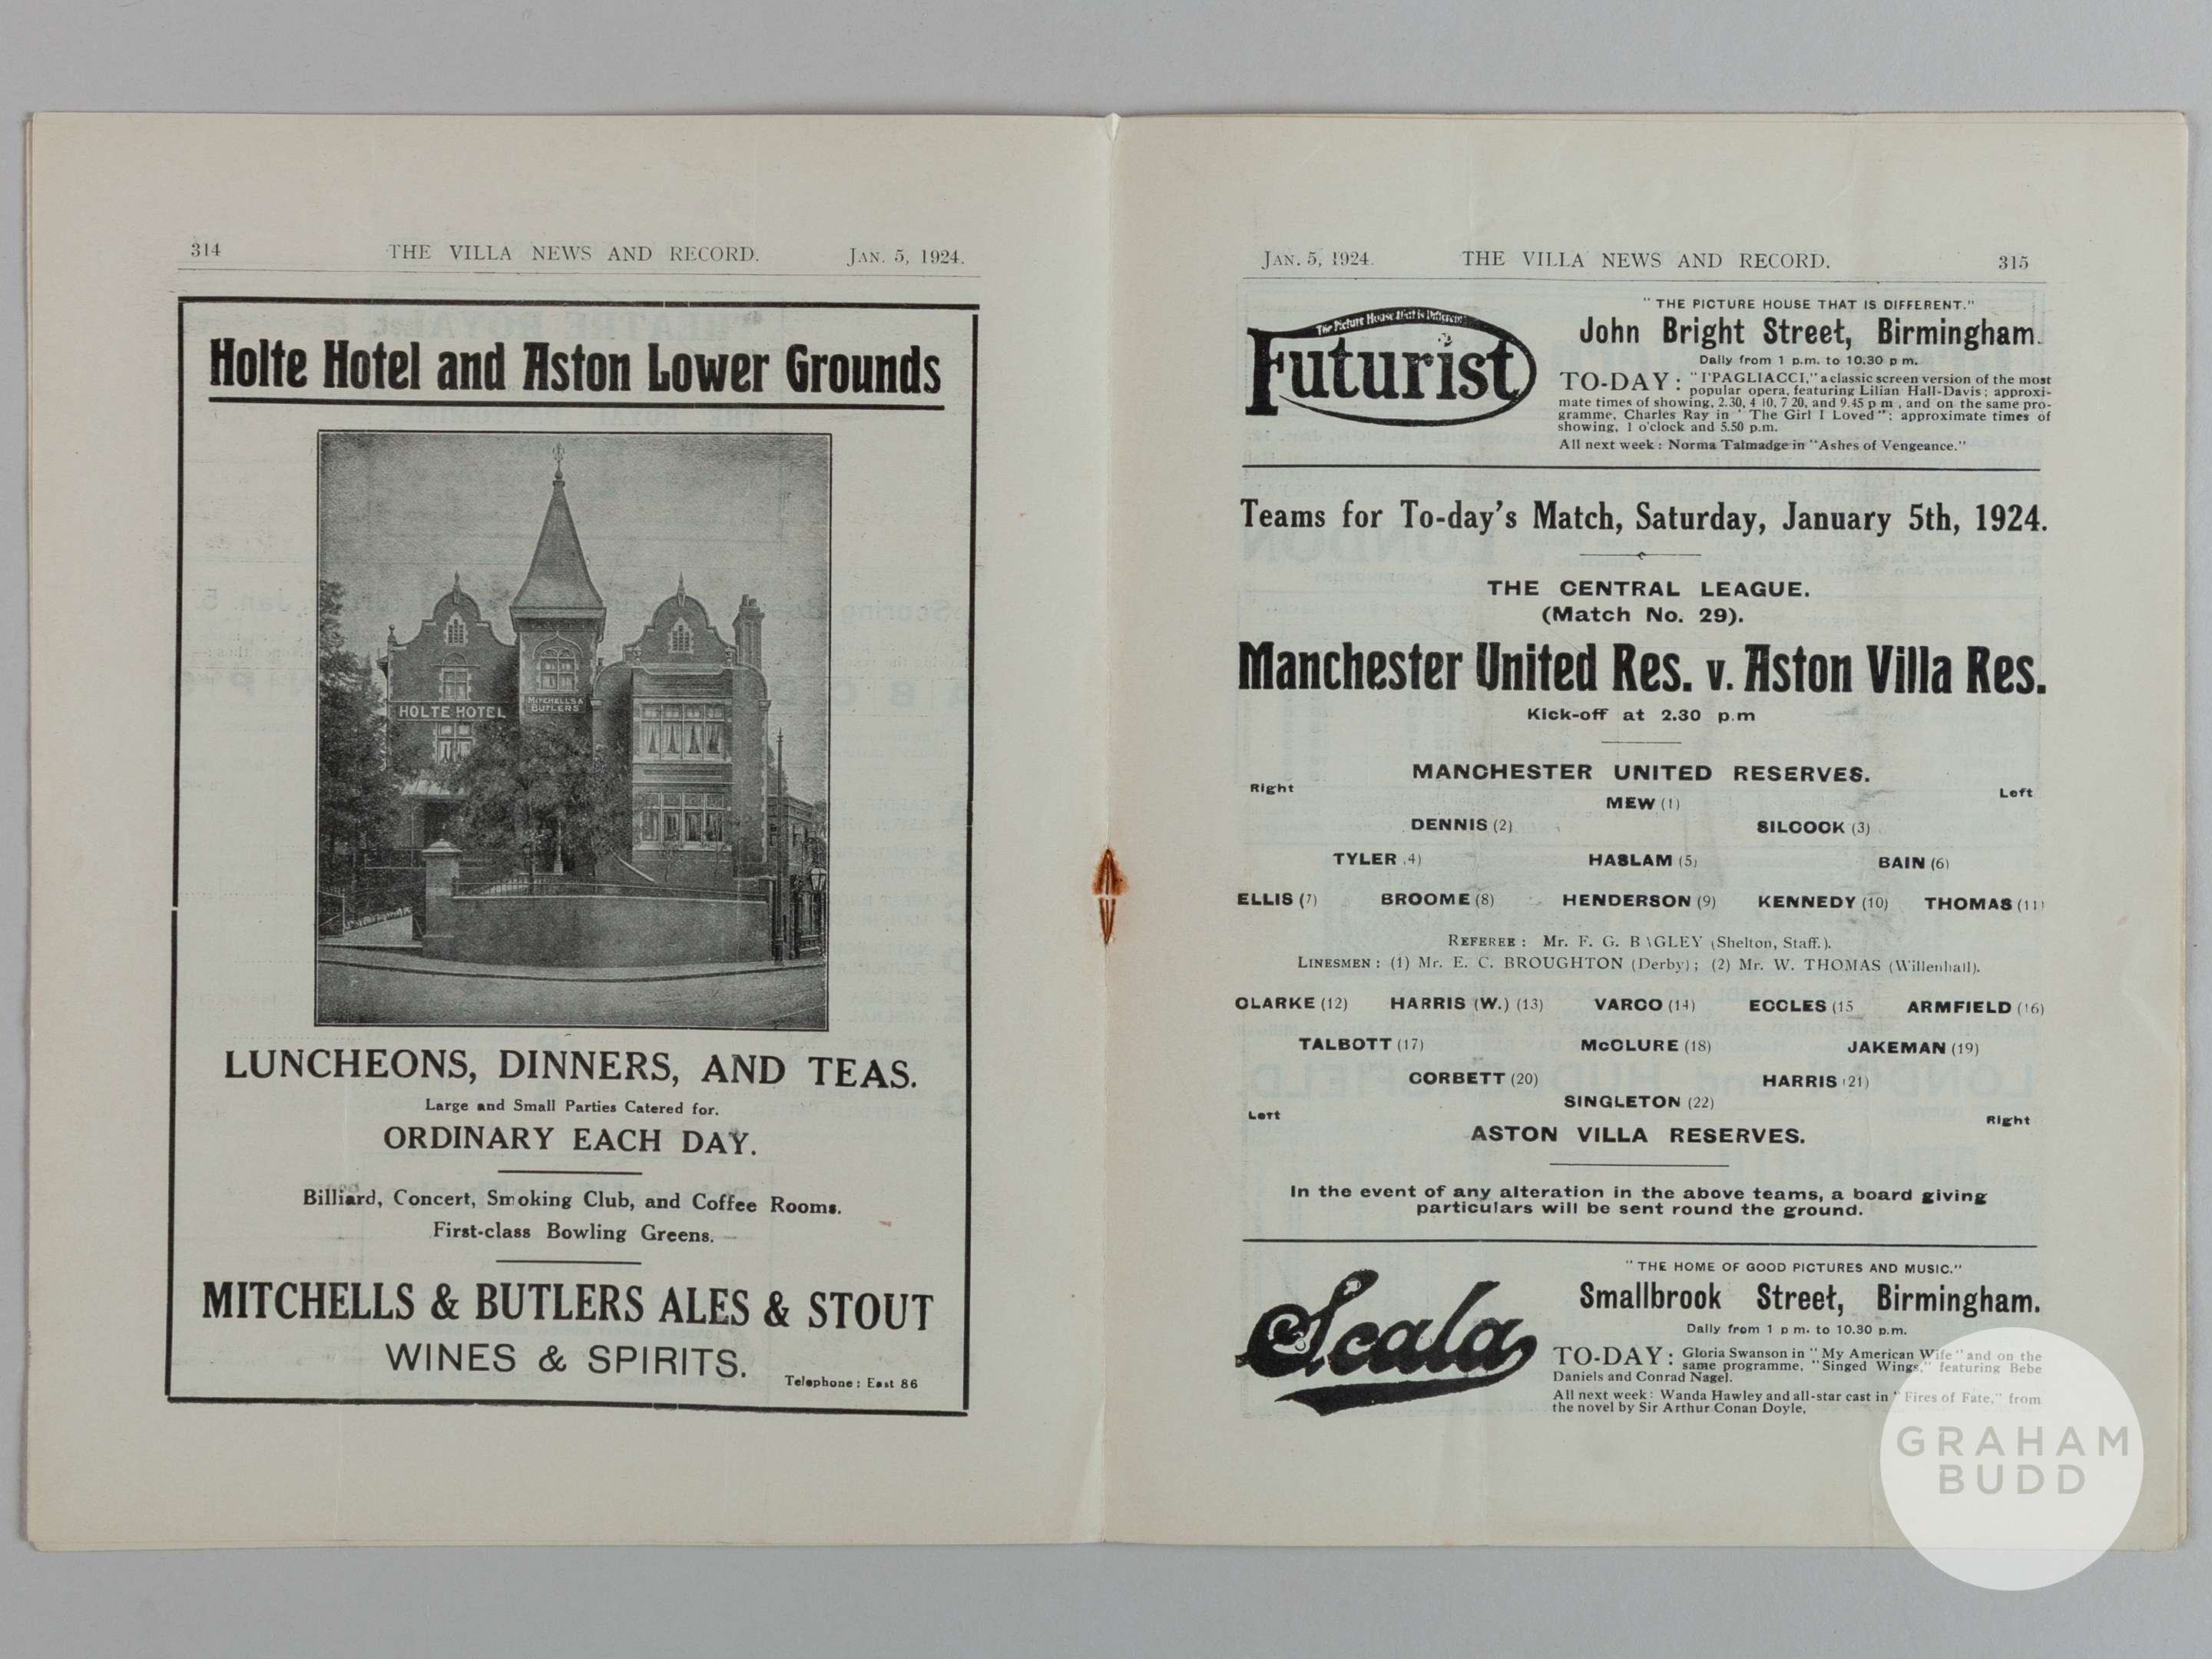 314 THE VILLA NEWS AND RECORD. JAN. 5, 1924.
Holte Hotel and Aston Lower Grounds
HOLTE HOTEL
MITCHELLS &
BUTLERS
LUNCHEONS, DINNERS, AND TEAS.
Large and Small Parties Catered for.
ORDINARY EACH DAY.
Billiard, Concert, Smoking Club, and Coffee Rooms.
First-class Bowling Greens.
MITCHELLS & BUTLERS ALES & STOUT
WINES & SPIRITS.
Telephone: East 86
JAN. 5, 1924. THE VILLA NEWS AND RECORD. 315
The Picture House that is Different
Futurist
"THE PICTURE HOUSE THAT IS DIFFERENT."
John Bright Street, Birmingham.
Daily from 1 p.m. to 10.30 p m.
TO-DAY: "I'PAGLIACCI," a classic screen version of the most
popular opera, featuring Lilian Hall-Davis; approxi-
mate times of showing, 2.30, 4 10, 7 20, and 9.45 p m , and on the same pro-
gramme, Charles Ray in "The Girl I Loved"; approximate times of
showing, 1 o'clock and 5.50 p.m.
All next week: Norma Talmadge in "Ashes of Vengeance."
Teams for To-day's Match, Saturday, January 5th, 1924.
THE CENTRAL LEAGUE.
(Match No. 29).
Manchester United Res. v. Aston Villa Res.
Kick-off at 2.30 p.m
MANCHESTER UNITED RESERVES.
Right Left
MEW (1)
DENNIS (2) SILCOCK (3)
TYLER 4) HASLAM (5) BAIN (6)
ELLIS (7) BROOME (8) HENDERSON (9) KENNEDY (10) THOMAS (11)
REFEREE: Mr. F. G. BAGLEY (Shelton, Staff.).
LINESMEN: (1) Mr. E. C. BROUGHTON (Derby); (2) Mr. W. THOMAS (Willenhall).
CLARKE (12) HARRIS (W.) (13) VARCO (14) ECCLES (15 ARMFIELD (16)
TALBOTT (17) McCLURE (18) JAKEMAN (19)
CORBETT (20) HARRIS (21)
SINGLETON (22)
Left Right
ASTON VILLA RESERVES.
In the event of any alteration in the above teams, a board giving
particulars will be sent round the ground.
Scala
"THE HOME OF GOOD PICTURES AND MUSIC."
Smallbrook Street, Birmingham.
Daily from 1 p m. to 10.30 p.m.
TO-DAY: Gloria Swanson in "My American Wife" and on the
same programme, "Singed Wings," featuring Bebe
Daniels and Conrad Nagel.
All next week: Wanda Hawley and all-star cast in "Fires of Fate," from
the novel by Sir Arthur Conan Doyle,
GRAHAM
BUDD